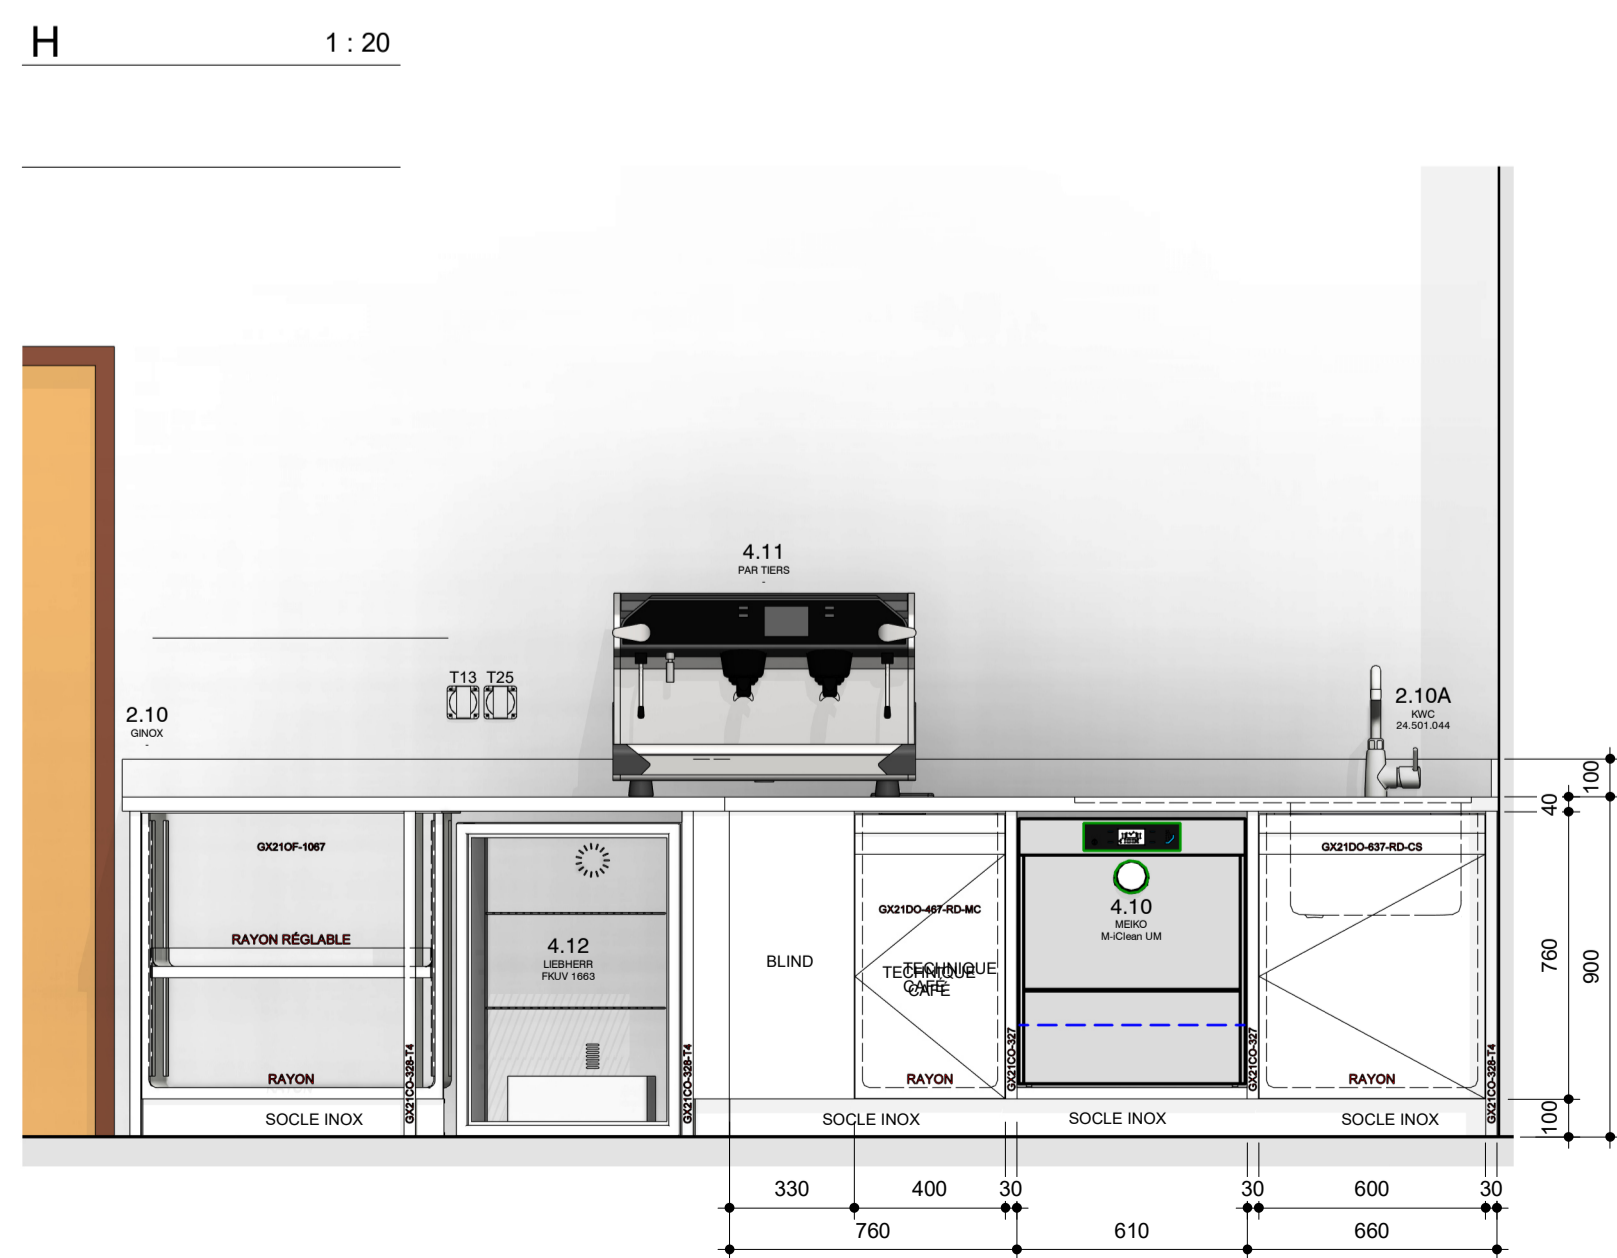 H
1 : 20
4.11
PAR TIERS
-
T13 T25
2.10
GINOX
-
2.10A
KWC
24.501.044
100
40
760
900
100
GX21OF-1067
RAYON RÉGLABLE
RAYON
GX21CO-328-T4
SOCLE INOX
4.12
LIEBHERR
FKUV 1663
GX21CO-328-T4
BLIND
GX21DO-467-RD-MC
TECHNIQUE
CAFÉ
TECHNIQUE
CAFÉ
RAYON
GX21CO-327
SOCLE INOX
4.10
MEIKO
M-iClean UM
GX21CO-327
SOCLE INOX
GX21DO-637-RD-CS
RAYON
GX21CO-328-T4
SOCLE INOX
330 400 30 30 600 30
760 610 660